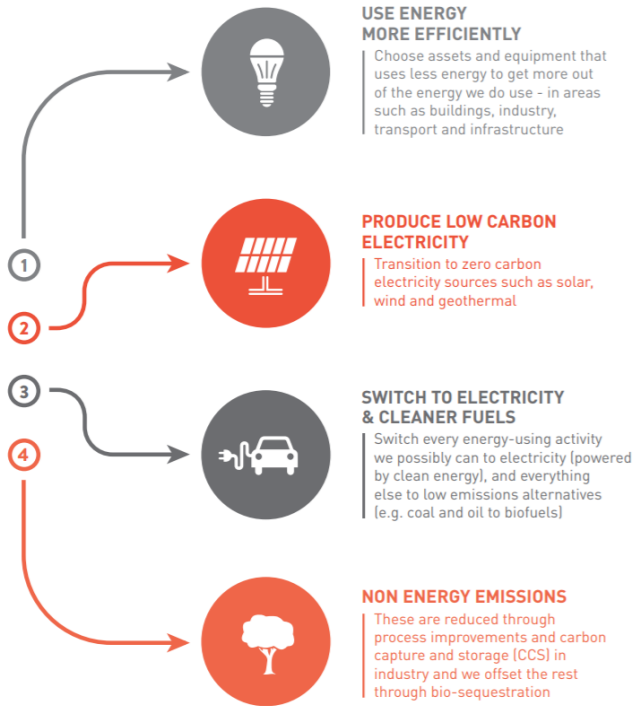 USE ENERGY
MORE EFFICIENTLY
Choose assets and equipment that
uses less energy to get more out
of the energy we do use - in areas
such as buildings, industry,
transport and infrastructure
1
PRODUCE LOW CARBON
ELECTRICITY
Transition to zero carbon
electricity sources such as solar,
wind and geothermal
2
3
SWITCH TO ELECTRICITY
& CLEANER FUELS
Switch every energy-using activity
we possibly can to electricity (powered
by clean energy), and everything
else to low emissions alternatives
(e.g. coal and oil to biofuels)
4
NON ENERGY EMISSIONS
These are reduced through
process improvements and carbon
capture and storage (CCS) in
industry and we offset the rest
through bio-sequestration